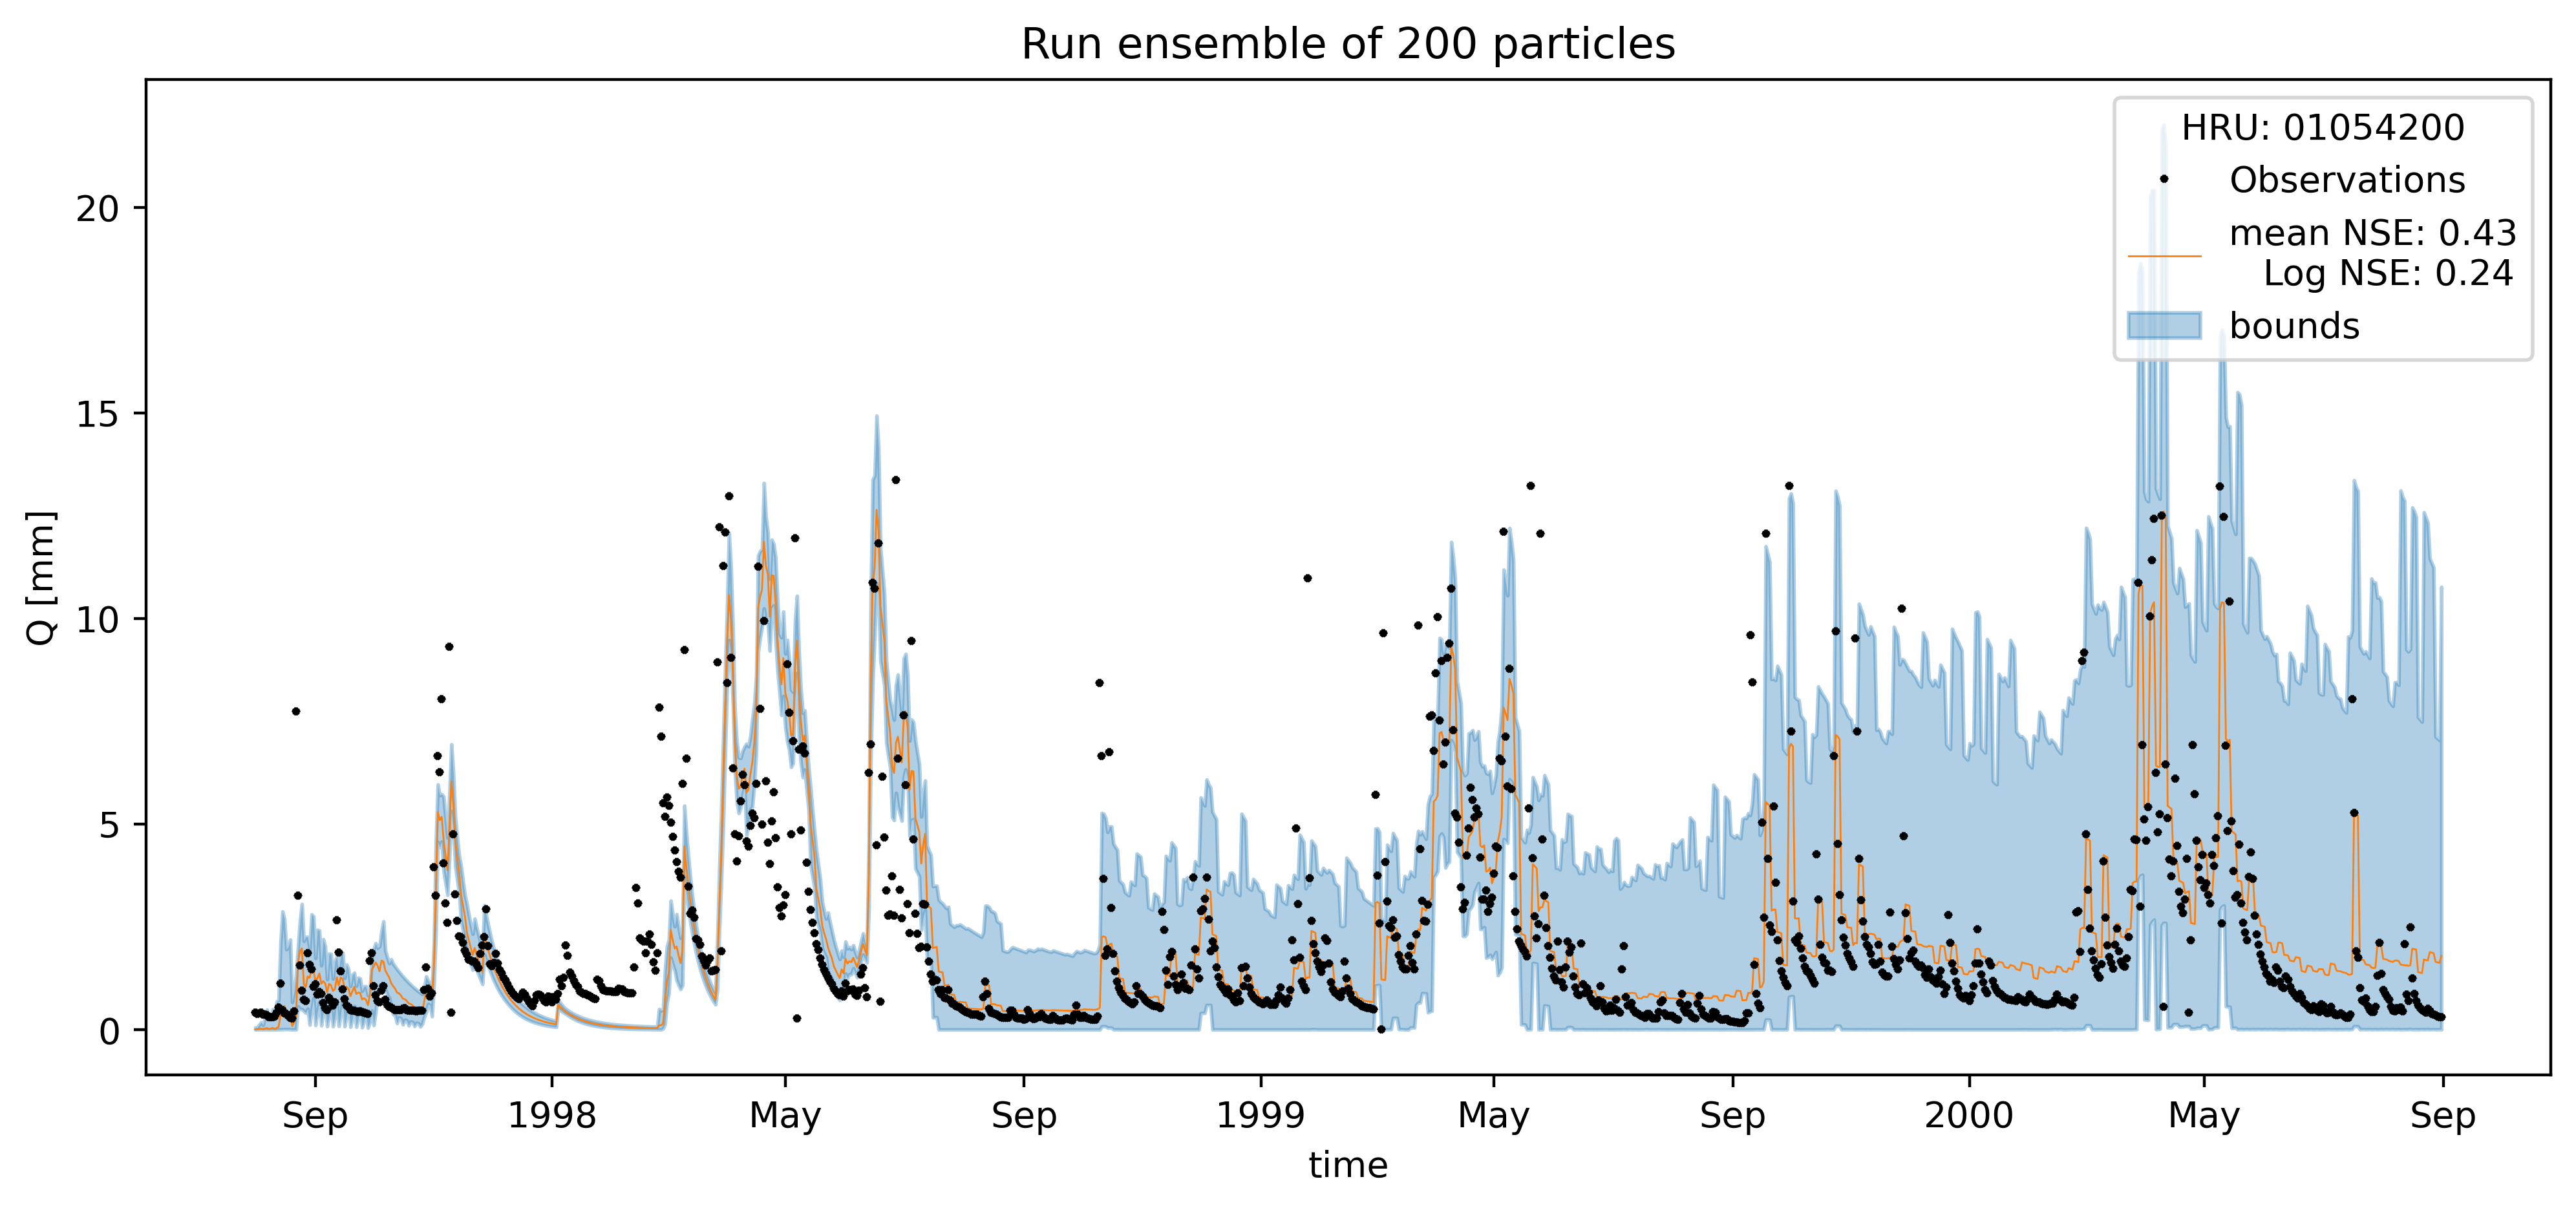 Run ensemble of 200 particles
HRU: 01054200
Observations
mean NSE: 0.43
Log NSE: 0.24
bounds
Q [mm]
20
15
10
5
0
Sep 1998 May Sep 1999 May Sep 2000 May Sep
time